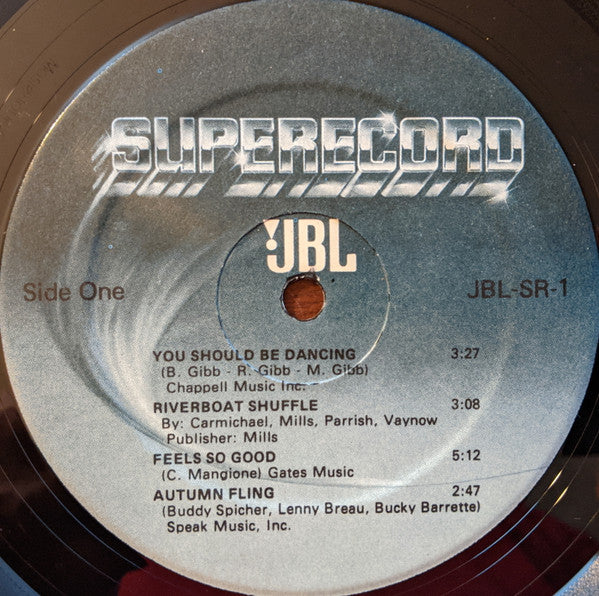 SUPERECORD
JBL
Side One JBL-SR-1
YOU SHOULD BE DANCING 3:27
(B. Gibb - R. Gibb - M. Gibb)
Chappell Music Inc.
RIVERBOAT SHUFFLE 3:08
By: Carmichael, Mills, Parrish, Vaynow
Publisher: Mills
FEELS SO GOOD 5:12
(C. Mangione) Gates Music
AUTUMN FLING 2:47
(Buddy Spicher, Lenny Breau, Bucky Barrette)
Speak Music, Inc.